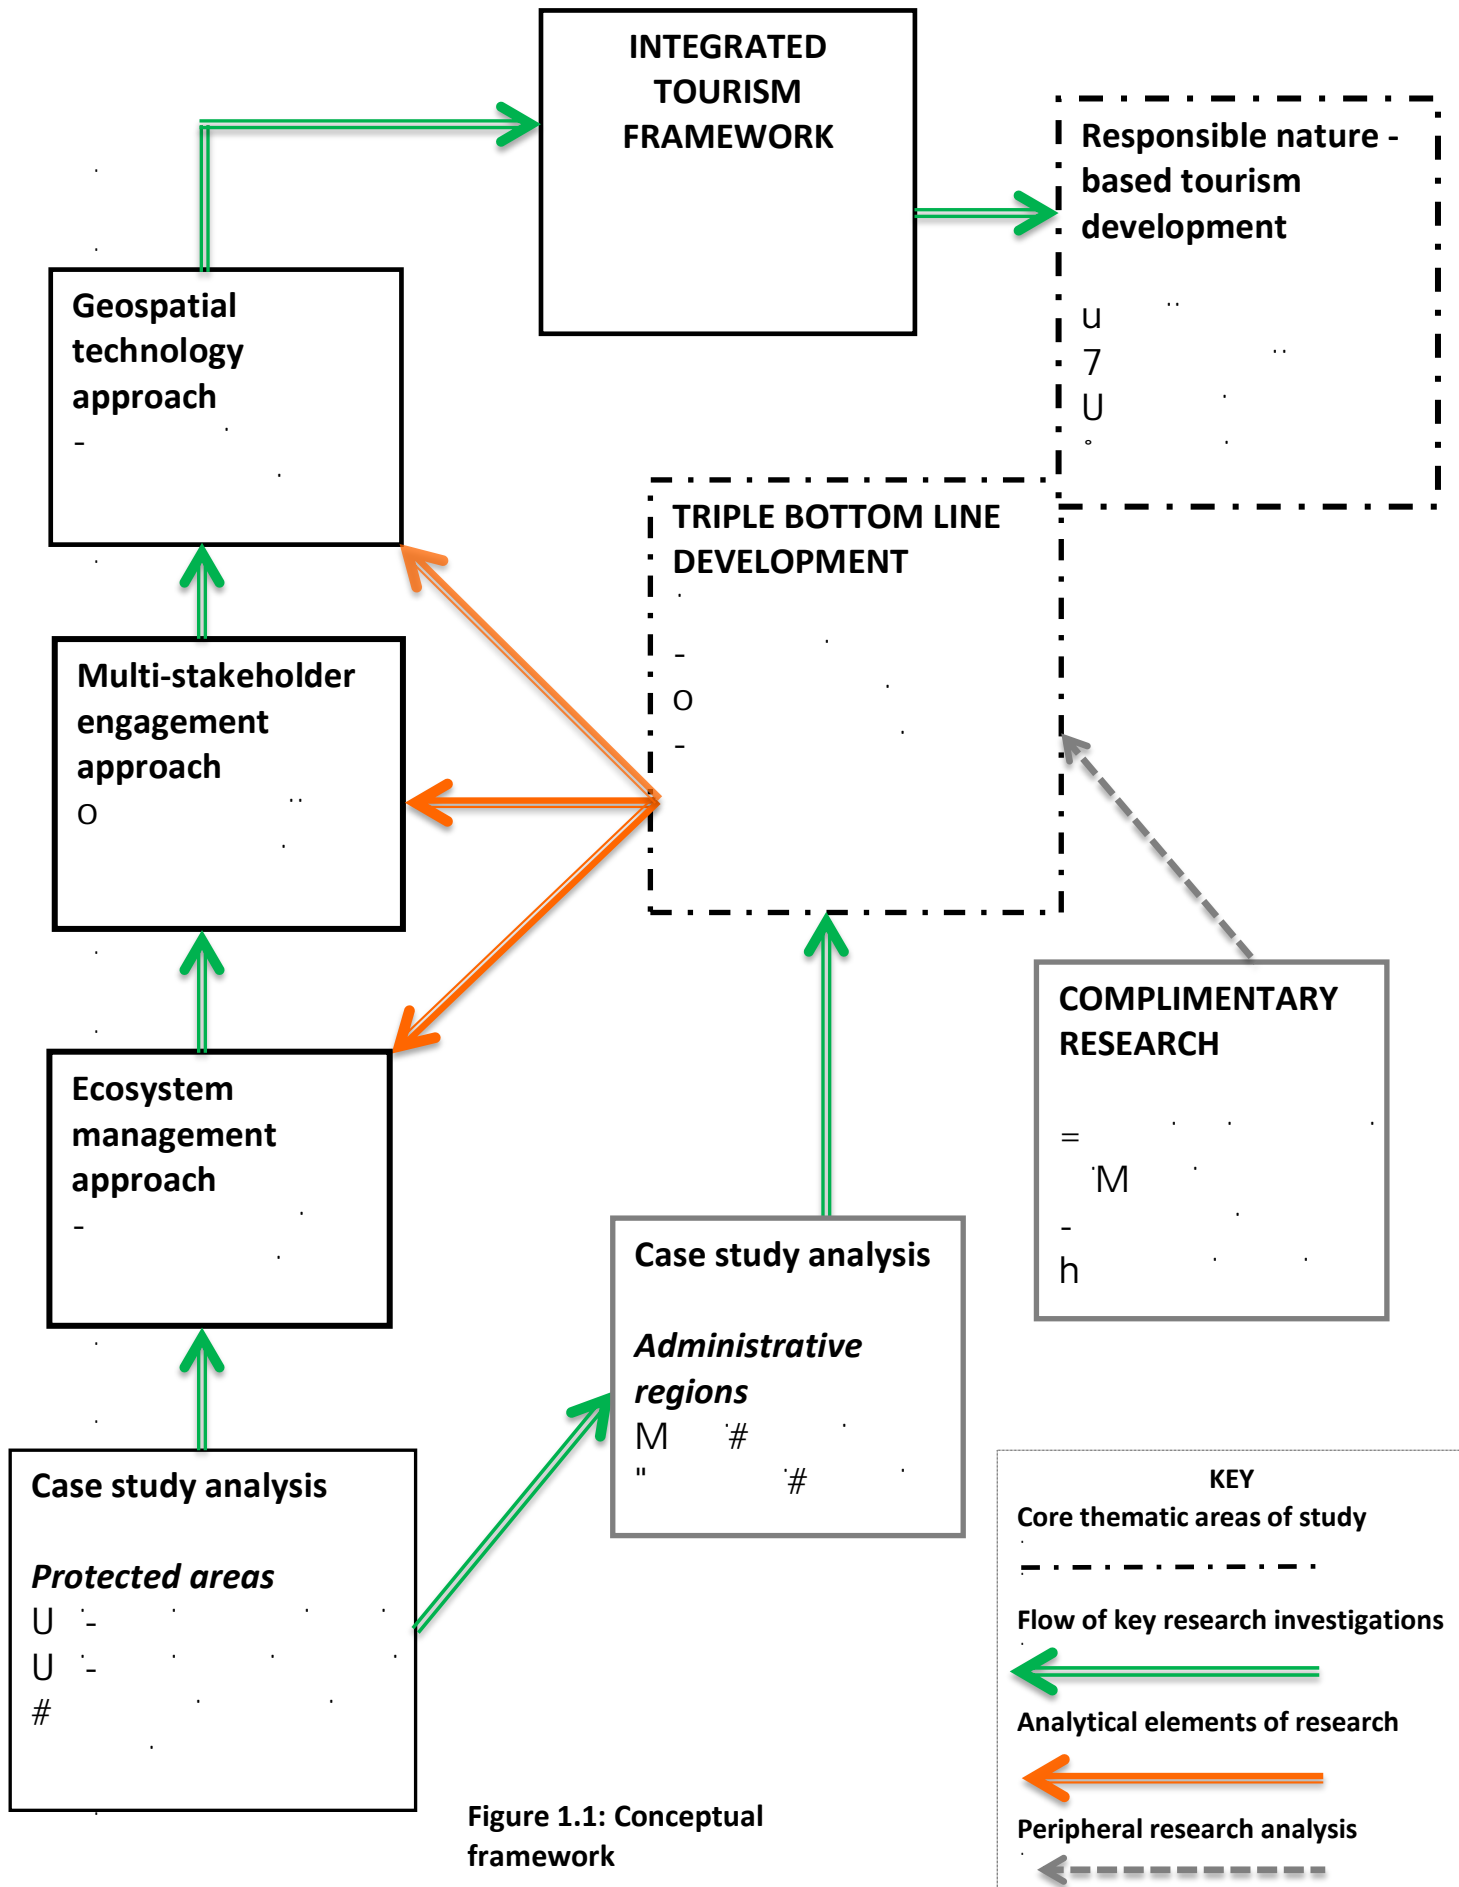 INTEGRATED
TOURISM
FRAMEWORK
Responsible nature -
based tourism
development
u
7
U
Geospatial
technology
approach
-
TRIPLE BOTTOM LINE
DEVELOPMENT
-
o
-
Multi-stakeholder
engagement
approach
o
COMPLIMENTARY
RESEARCH
=
M
-
h
Ecosystem
management
approach
-
Case study analysis
Administrative
regions
M #
" #
Case study analysis
Protected areas
U -
U -
#
KEY
Core thematic areas of study
Flow of key research investigations
Analytical elements of research
Peripheral research analysis
Figure 1.1: Conceptual
framework